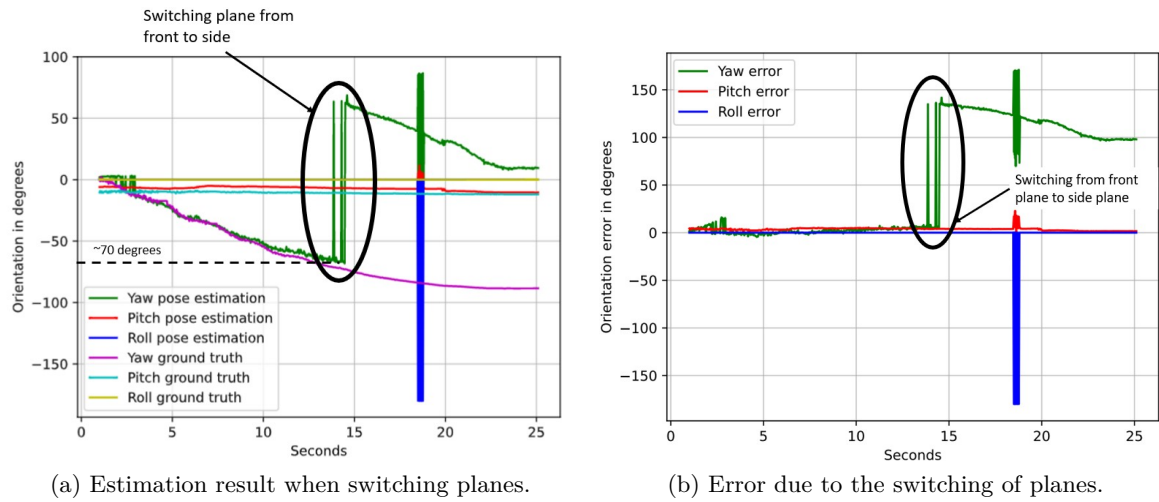 Switching plane from
front to side
100
50
0
−50
−100
−150
Orientation in degrees
~70 degrees
Yaw pose estimation
Pitch pose estimation
Roll pose estimation
Yaw ground truth
Pitch ground truth
Roll ground truth
0 5 10 15 20 25
Seconds
(a) Estimation result when switching planes.
Yaw error
Pitch error
Roll error
150
100
50
0
−50
−100
−150
Orientation error in degrees
Switching from front
plane to side plane
0 5 10 15 20 25
Seconds
(b) Error due to the switching of planes.